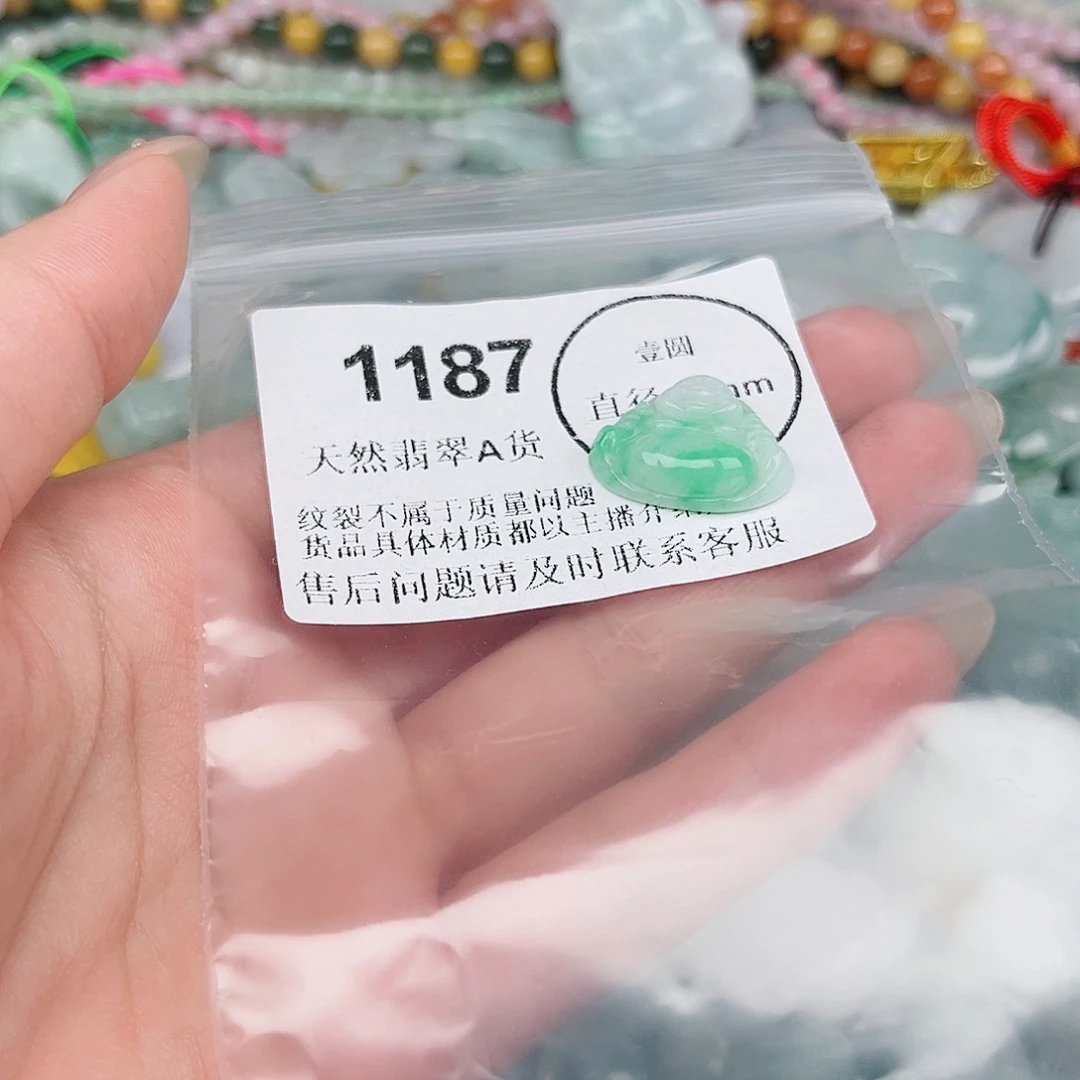 1187
壹圆
直径 mm
天然翡翠A货
纹裂不属于质量问题
货品具体材质都以主播介绍
售后问题请及时联系客服